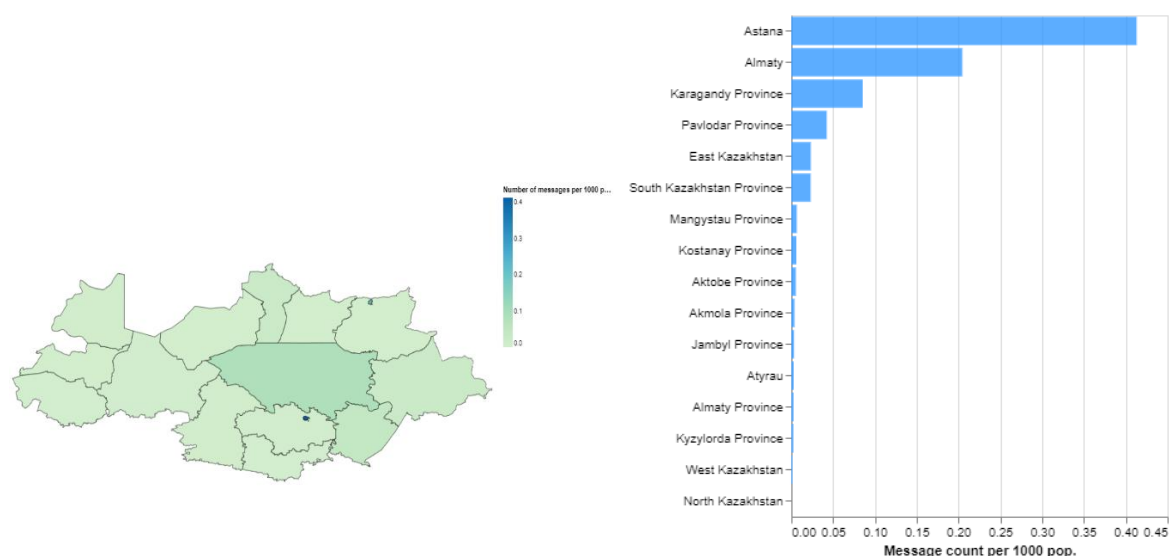 Number of messages per 1000 p...
0.4
0.3
0.2
0.1
0.0
Astana
Almaty
Karagandy Province
Pavlodar Province
East Kazakhstan
South Kazakhstan Province
Mangystau Province
Kostanay Province
Aktobe Province
Akmola Province
Jambyl Province
Atyrau
Almaty Province
Kyzylorda Province
West Kazakhstan
North Kazakhstan
0.00 0.05 0.10 0.15 0.20 0.25 0.30 0.35 0.40 0.45
Message count per 1000 pop.